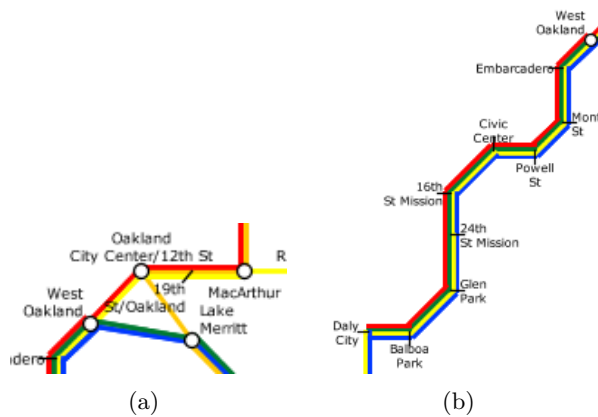 Oakland
City Center/12th St
R
19th
St/Oakland
MacArthur
West
Oakland
Lake
Merritt
adero
(a)
West
Oakland
Embarcadero
Mont
St
Civic
Center
Powell
St
16th
St Mission
24th
St Mission
Glen
Park
Daly
City
Balboa
Park
(b)